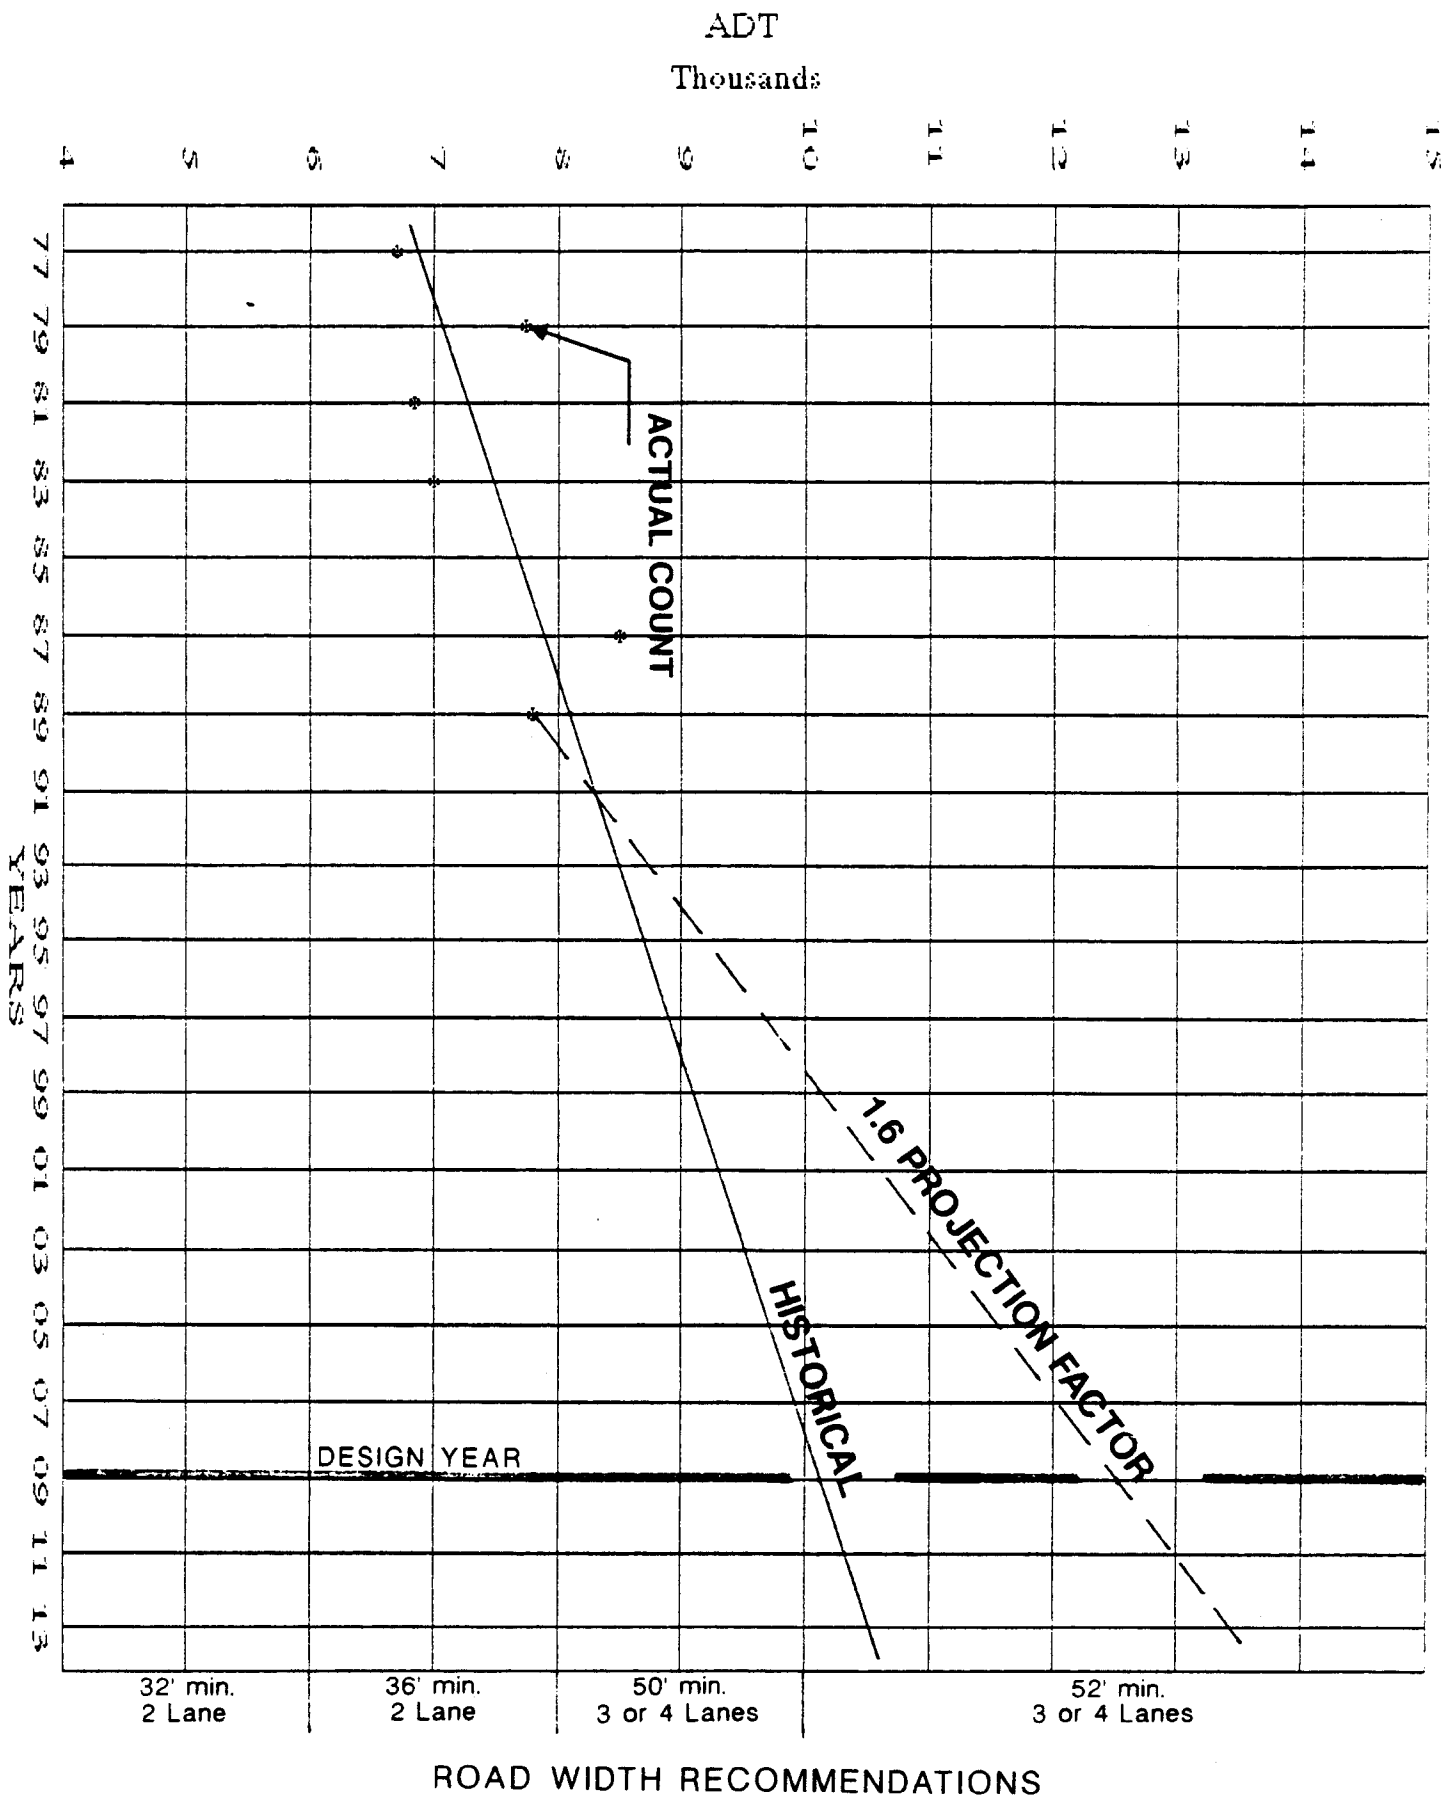 ADT
Thousands
4 5 6 7 8 9 10 11 12 13 14 15
77 79 81 83 85 87 89 91 93 95 97 99 01 03 05 07 09 11 13
YEARS
ACTUAL COUNT
1.6 PROJECTION FACTOR
HISTORICAL
DESIGN YEAR
32' min.
2 Lane
36' min.
2 Lane
50' min.
3 or 4 Lanes
52' min.
3 or 4 Lanes
ROAD WIDTH RECOMMENDATIONS